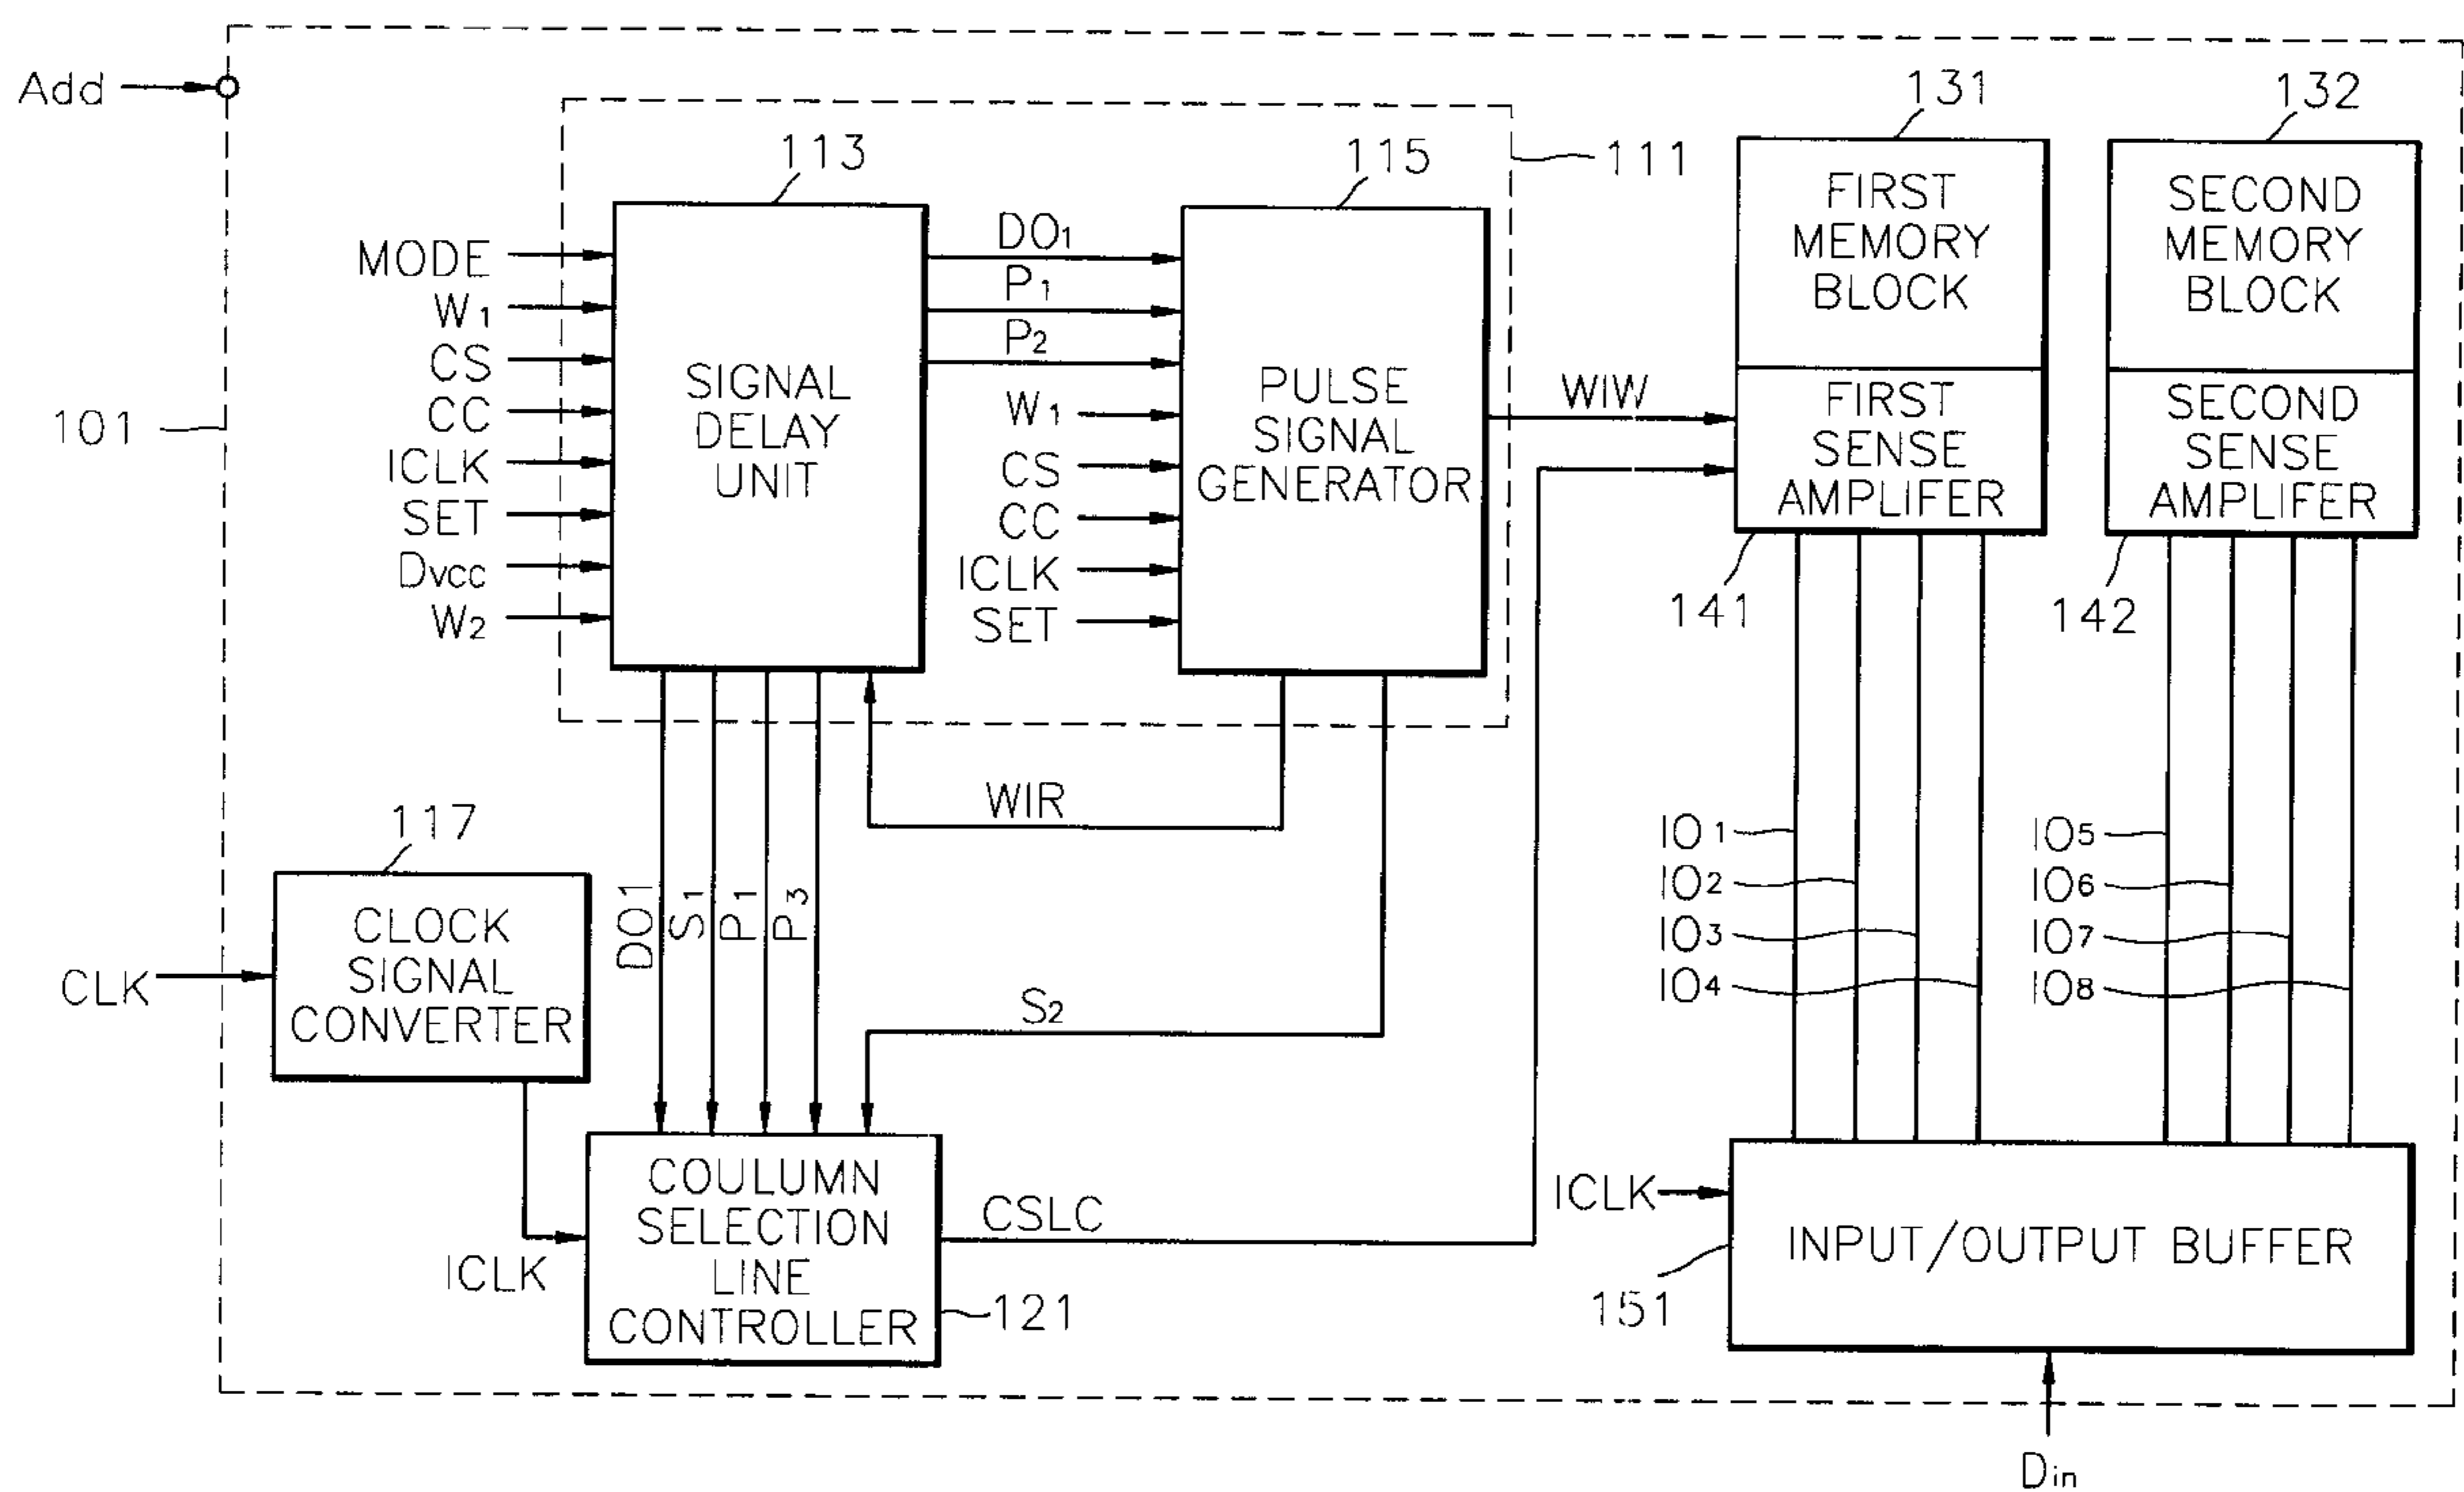 Add
101
111
113
SIGNAL
DELAY
UNIT
MODE
W1
CS
CC
ICLK
SET
Dvcc
W2
DO1
P1
P2
115
PULSE
SIGNAL
GENERATOR
W1
CS
CC
ICLK
SET
WIW
131
FIRST
MEMORY
BLOCK
FIRST
SENSE
AMPLIFER
141
132
SECOND
MEMORY
BLOCK
SECOND
SENSE
AMPLIFER
142
WIR
DO1
S1
P1
P3
S2
117
CLOCK
SIGNAL
CONVERTER
CLK
ICLK
COULUMN
SELECTION
LINE
CONTROLLER
121
CSLC
IO1
IO2
IO3
IO4
IO5
IO6
IO7
IO8
ICLK
151
INPUT/OUTPUT BUFFER
Din